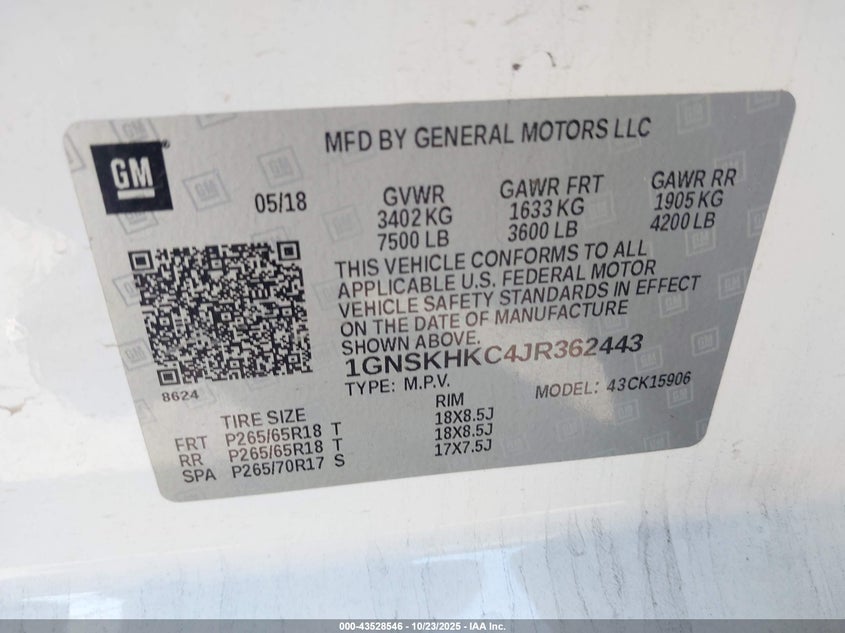 MFD BY GENERAL MOTORS LLC
GM
05/18
GVWR GAWR FRT GAWR RR
3402 KG 1633 KG 1905 KG
7500 LB 3600 LB 4200 LB
THIS VEHICLE CONFORMS TO ALL
APPLICABLE U.S. FEDERAL MOTOR
VEHICLE SAFETY STANDARDS IN EFFECT
ON THE DATE OF MANUFACTURE
SHOWN ABOVE.
1GNSKHKC4JR362443
8624
TYPE: M.P.V. MODEL: 43CK15906
TIRE SIZE RIM
FRT P265/65R18 T 18X8.5J
RR P265/65R18 T 18X8.5J
SPA P265/70R17 S 17X7.5J
000-43528546 - 10/23/2025 - IAA Inc.